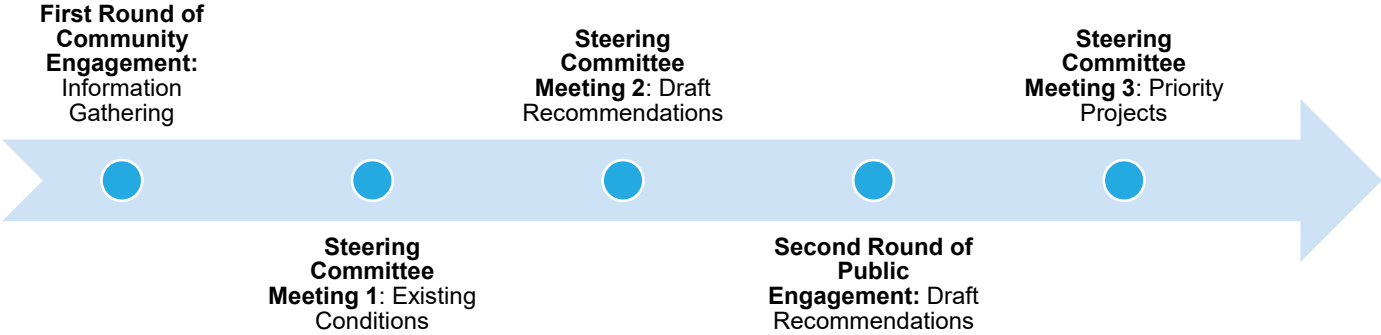 First Round of
Community
Engagement:
Information
Gathering
Steering
Committee
Meeting 1: Existing
Conditions
Steering
Committee
Meeting 2: Draft
Recommendations
Second Round of
Public
Engagement: Draft
Recommendations
Steering
Committee
Meeting 3: Priority
Projects